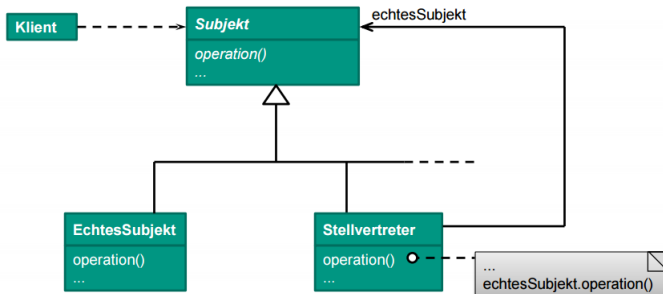 Klient
Subjekt
operation()
...
echtesSubjekt
EchtesSubjekt
operation()
...
Stellvertreter
operation()
...
...
echtesSubjekt.operation()